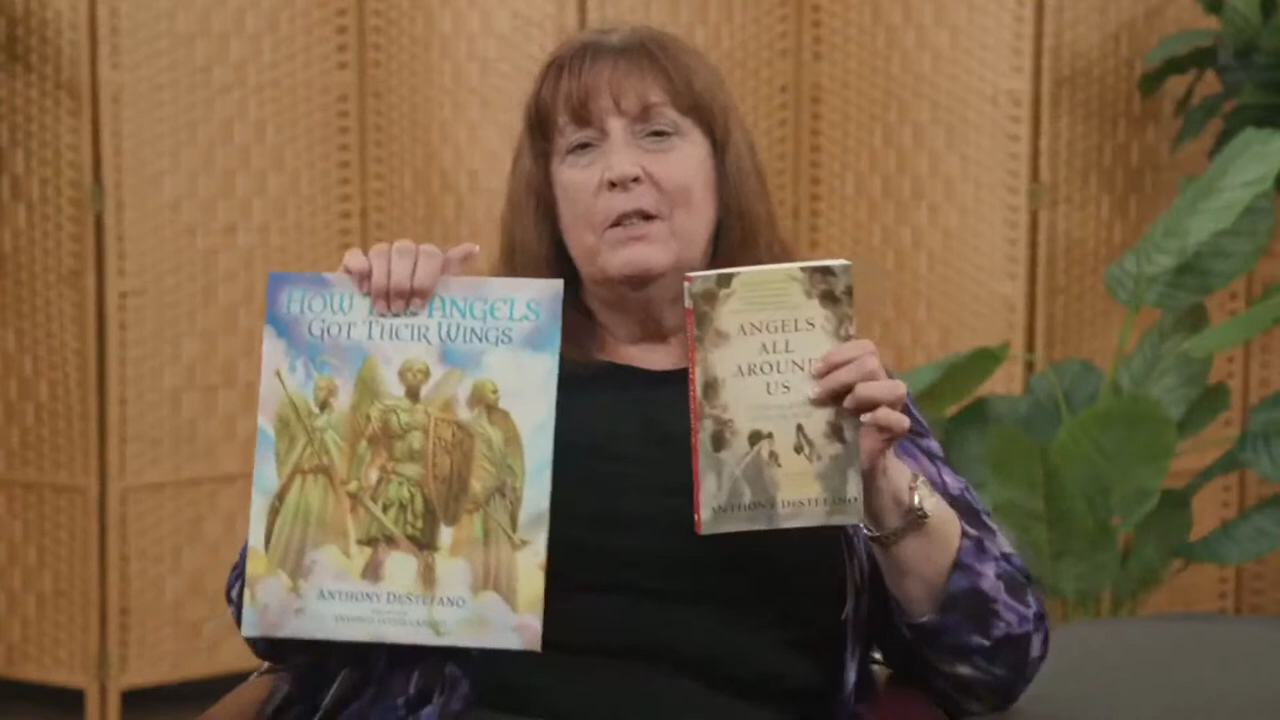 HOW THE ANGELS
GOT THEIR WINGS
ANTHONY DESTEFANO
ANGELS
ALL
AROUND
US
ANTHONY DESTEFANO